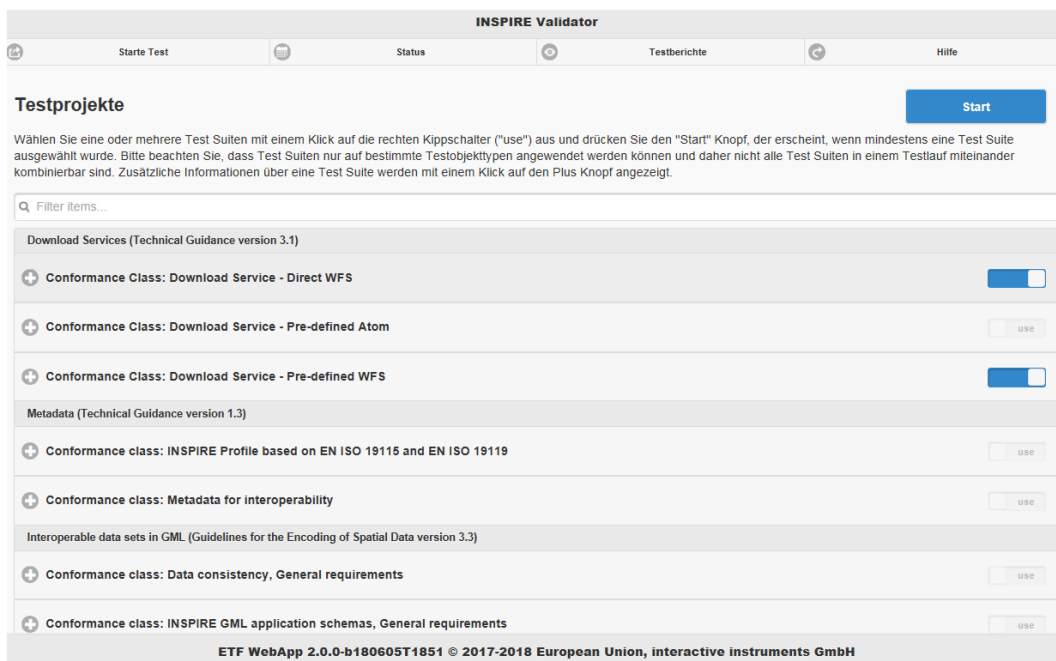 INSPIRE Validator
Starte Test
Status
Testberichte
Hilfe
Testprojekte
Start
Wählen Sie eine oder mehrere Test Suiten mit einem Klick auf die rechten Kippschalter ("use") aus und drücken Sie den "Start" Knopf, der erscheint, wenn mindestens eine Test Suite
ausgewählt wurde. Bitte beachten Sie, dass Test Suiten nur auf bestimmte Testobjekttypen angewendet werden können und daher nicht alle Test Suiten in einem Testlauf miteinander
kombinierbar sind. Zusätzliche Informationen über eine Test Suite werden mit einem Klick auf den Plus Knopf angezeigt.
Filter items...
Download Services (Technical Guidance version 3.1)
Conformance Class: Download Service - Direct WFS
Conformance Class: Download Service - Pre-defined Atom
use
Conformance Class: Download Service - Pre-defined WFS
Metadata (Technical Guidance version 1.3)
Conformance class: INSPIRE Profile based on EN ISO 19115 and EN ISO 19119
use
Conformance class: Metadata for interoperability
use
Interoperable data sets in GML (Guidelines for the Encoding of Spatial Data version 3.3)
Conformance class: Data consistency, General requirements
use
Conformance class: INSPIRE GML application schemas, General requirements
use
ETF WebApp 2.0.0-b180605T1851 © 2017-2018 European Union, interactive instruments GmbH